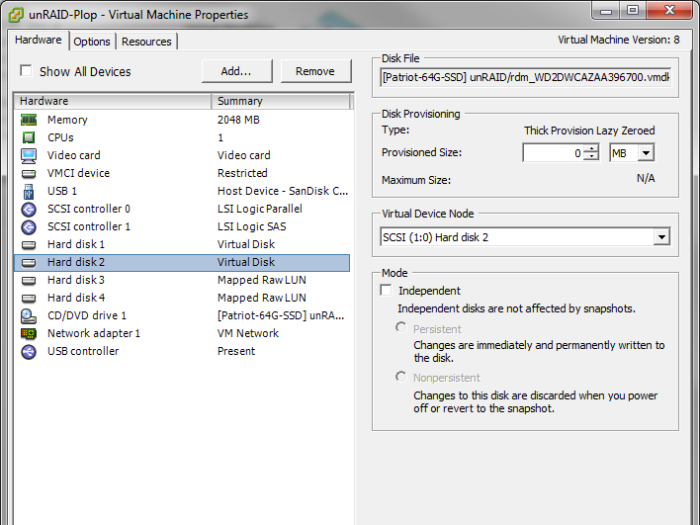 unRAID-Plop - Virtual Machine Properties
Hardware Options Resources Virtual Machine Version: 8
Show All Devices Add... Remove
Hardware Summary
Memory 2048 MB
CPUs 1
Video card Video card
VMCI device Restricted
USB 1 Host Device - SanDisk C...
SCSI controller 0 LSI Logic Parallel
SCSI controller 1 LSI Logic SAS
Hard disk 1 Virtual Disk
Hard disk 2 Virtual Disk
Hard disk 3 Mapped Raw LUN
Hard disk 4 Mapped Raw LUN
CD/DVD drive 1 [Patriot-64G-SSD] unRA...
Network adapter 1 VM Network
USB controller Present
Disk File
[Patriot-64G-SSD] unRAID/rdm_WD2DWCAZAA396700.vmdk
Disk Provisioning
Type: Thick Provision Lazy Zeroed
Provisioned Size: 0 MB
Maximum Size: N/A
Virtual Device Node
SCSI (1:0) Hard disk 2
Mode
Independent
Independent disks are not affected by snapshots.
Persistent
Changes are immediately and permanently written to
the disk.
Nonpersistent
Changes to this disk are discarded when you power
off or revert to the snapshot.